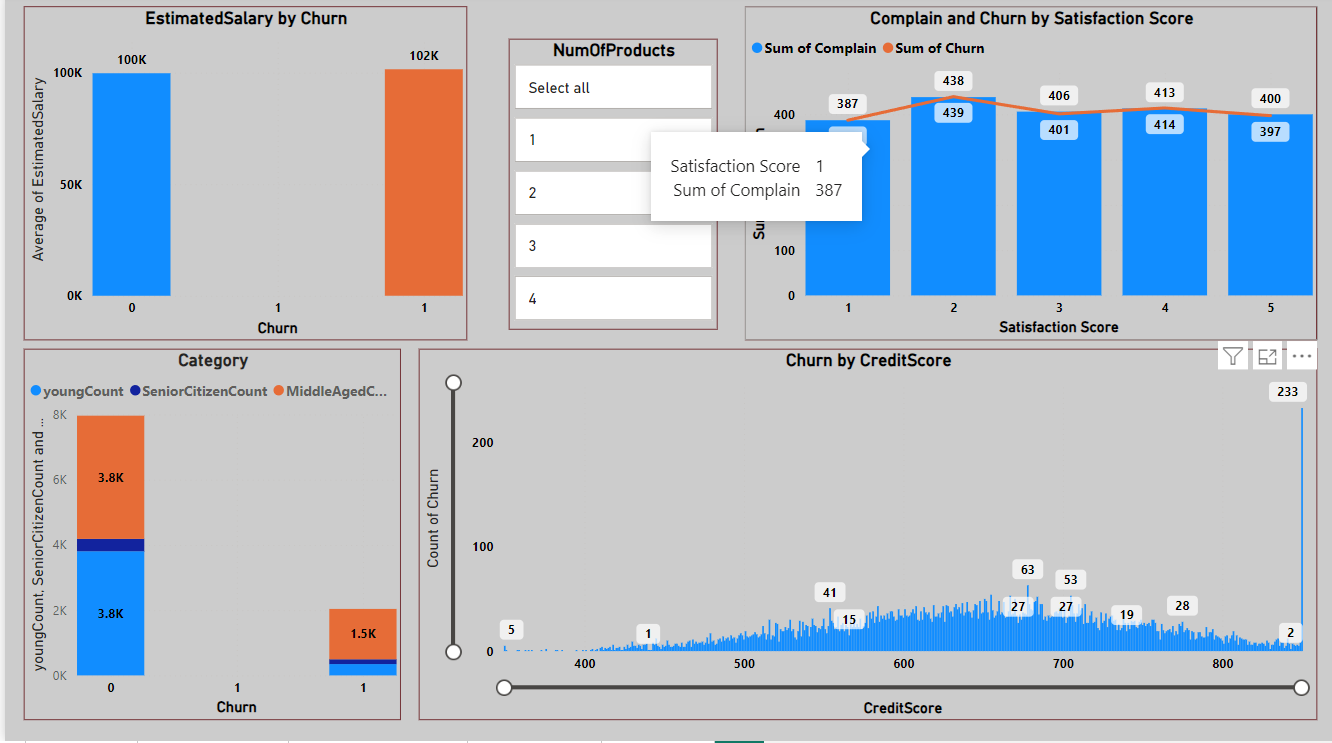 EstimatedSalary by Churn
Average of EstimatedSalary
100K
50K
0K
100K
102K
0
1
1
Churn
NumOfProducts
Select all
1
2
3
4
Complain and Churn by Satisfaction Score
Sum of Complain
Sum of Churn
400
100
0
387
438
439
406
401
413
414
400
397
1
2
3
4
5
Satisfaction Score
Satisfaction Score 1
Sum of Complain 387
Category
youngCount
SeniorCitizenCount
MiddleAgedC...
youngCount, SeniorCitizenCount and ...
8K
6K
4K
2K
0K
3.8K
3.8K
1.5K
0
1
1
Churn
Churn by CreditScore
Count of Churn
200
100
0
5
1
41
15
63
27
53
27
19
28
2
233
400
500
600
700
800
CreditScore